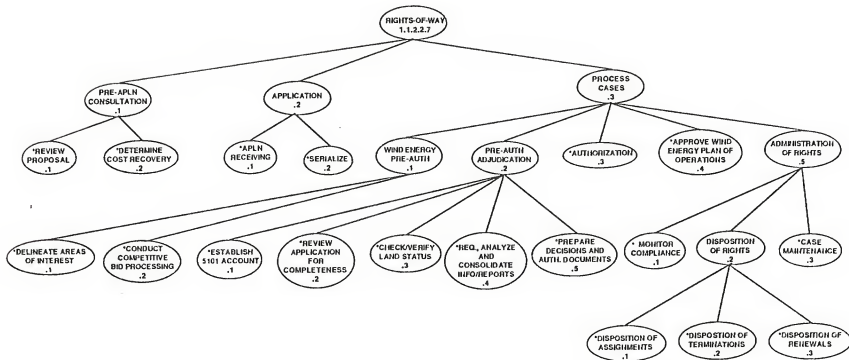 RIGHTS-OF-WAY
1.1.2.2.7
PRE-APLN
CONSULTATION
.1
APPLICATION
.2
PROCESS
CASES
.3
*REVIEW
PROPOSAL
.1
*DETERMINE
COST RECOVERY
.2
*APLN
RECEIVING
.1
*SERIALIZE
.2
WIND ENERGY
PRE-AUTH
.1
PRE-AUTH
ADJUDICATION
.2
*AUTHORIZATION
.3
*APPROVE WIND
ENERGY PLAN OF
OPERATIONS
.4
ADMINISTRATION
OF RIGHTS
.5
*DELINEATE AREAS
OF INTEREST
.1
*CONDUCT
COMPETITIVE
BID PROCESSING
.2
*ESTABLISH
5101 ACCOUNT
.1
*REVIEW
APPLICATION
FOR
COMPLETENESS
.2
*CHECK/VERIFY
LAND STATUS
.3
*REQ., ANALYZE
AND
CONSOLIDATE
INFO/REPORTS
.4
*PREPARE
DECISIONS AND
AUTH. DOCUMENTS
.5
* MONITOR
COMPLIANCE
.1
DISPOSITION
OF RIGHTS
.2
*CASE
MAINTENANCE
.3
*DISPOSITION OF
ASSIGNMENTS
.1
*DISPOSTION OF
TERMINATIONS
.2
*DISPOSITION OF
RENEWALS
.3